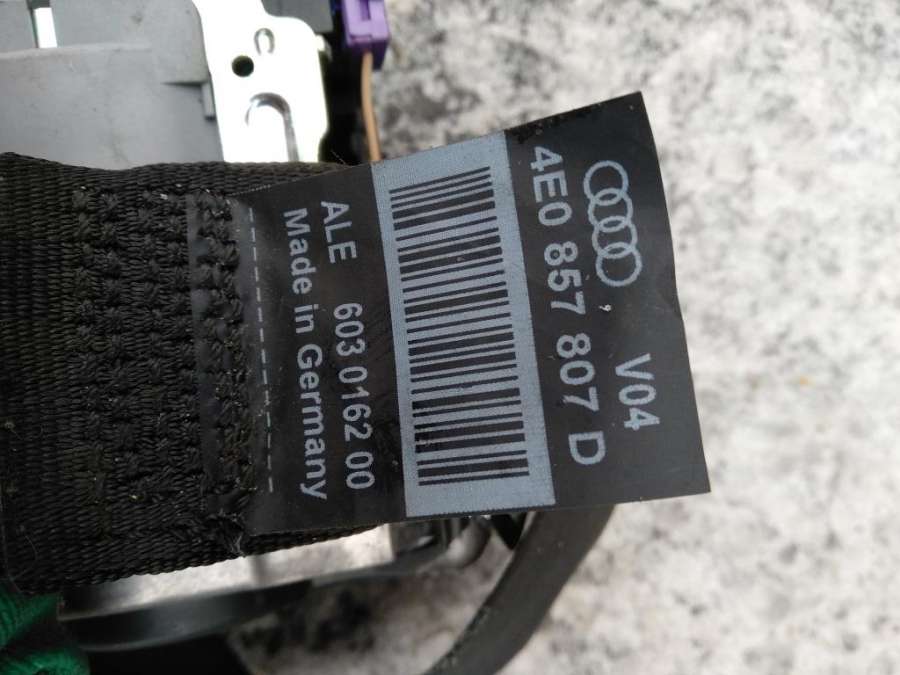 V04
4E0 857 807 D
ALE 603 0162 00
Made in Germany